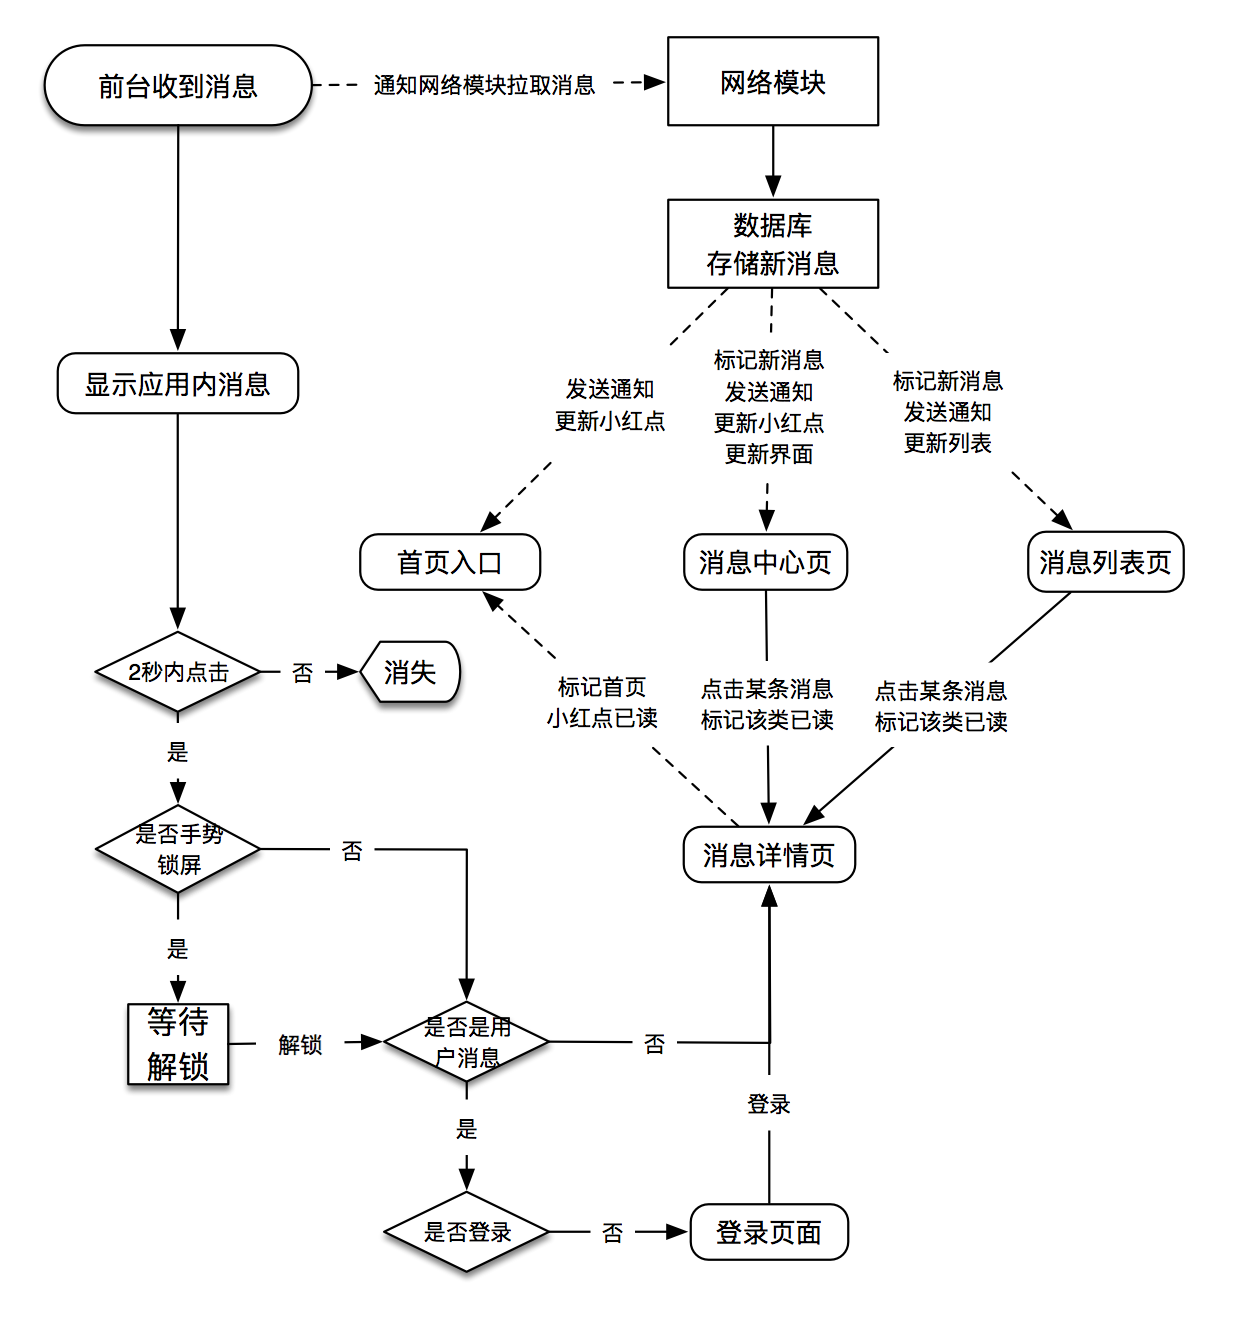 前台收到消息
通知网络模块拉取消息
网络模块
数据库
存储新消息
显示应用内消息
发送通知
更新小红点
标记新消息
发送通知
更新小红点
更新界面
标记新消息
发送通知
更新列表
首页入口
消息中心页
消息列表页
2秒内点击
否
消失
标记首页
小红点已读
点击某条消息
标记该类已读
点击某条消息
标记该类已读
是
是否手势
锁屏
否
消息详情页
是
等待
解锁
解锁
是否是用
户消息
否
登录
是
是否登录
否
登录页面